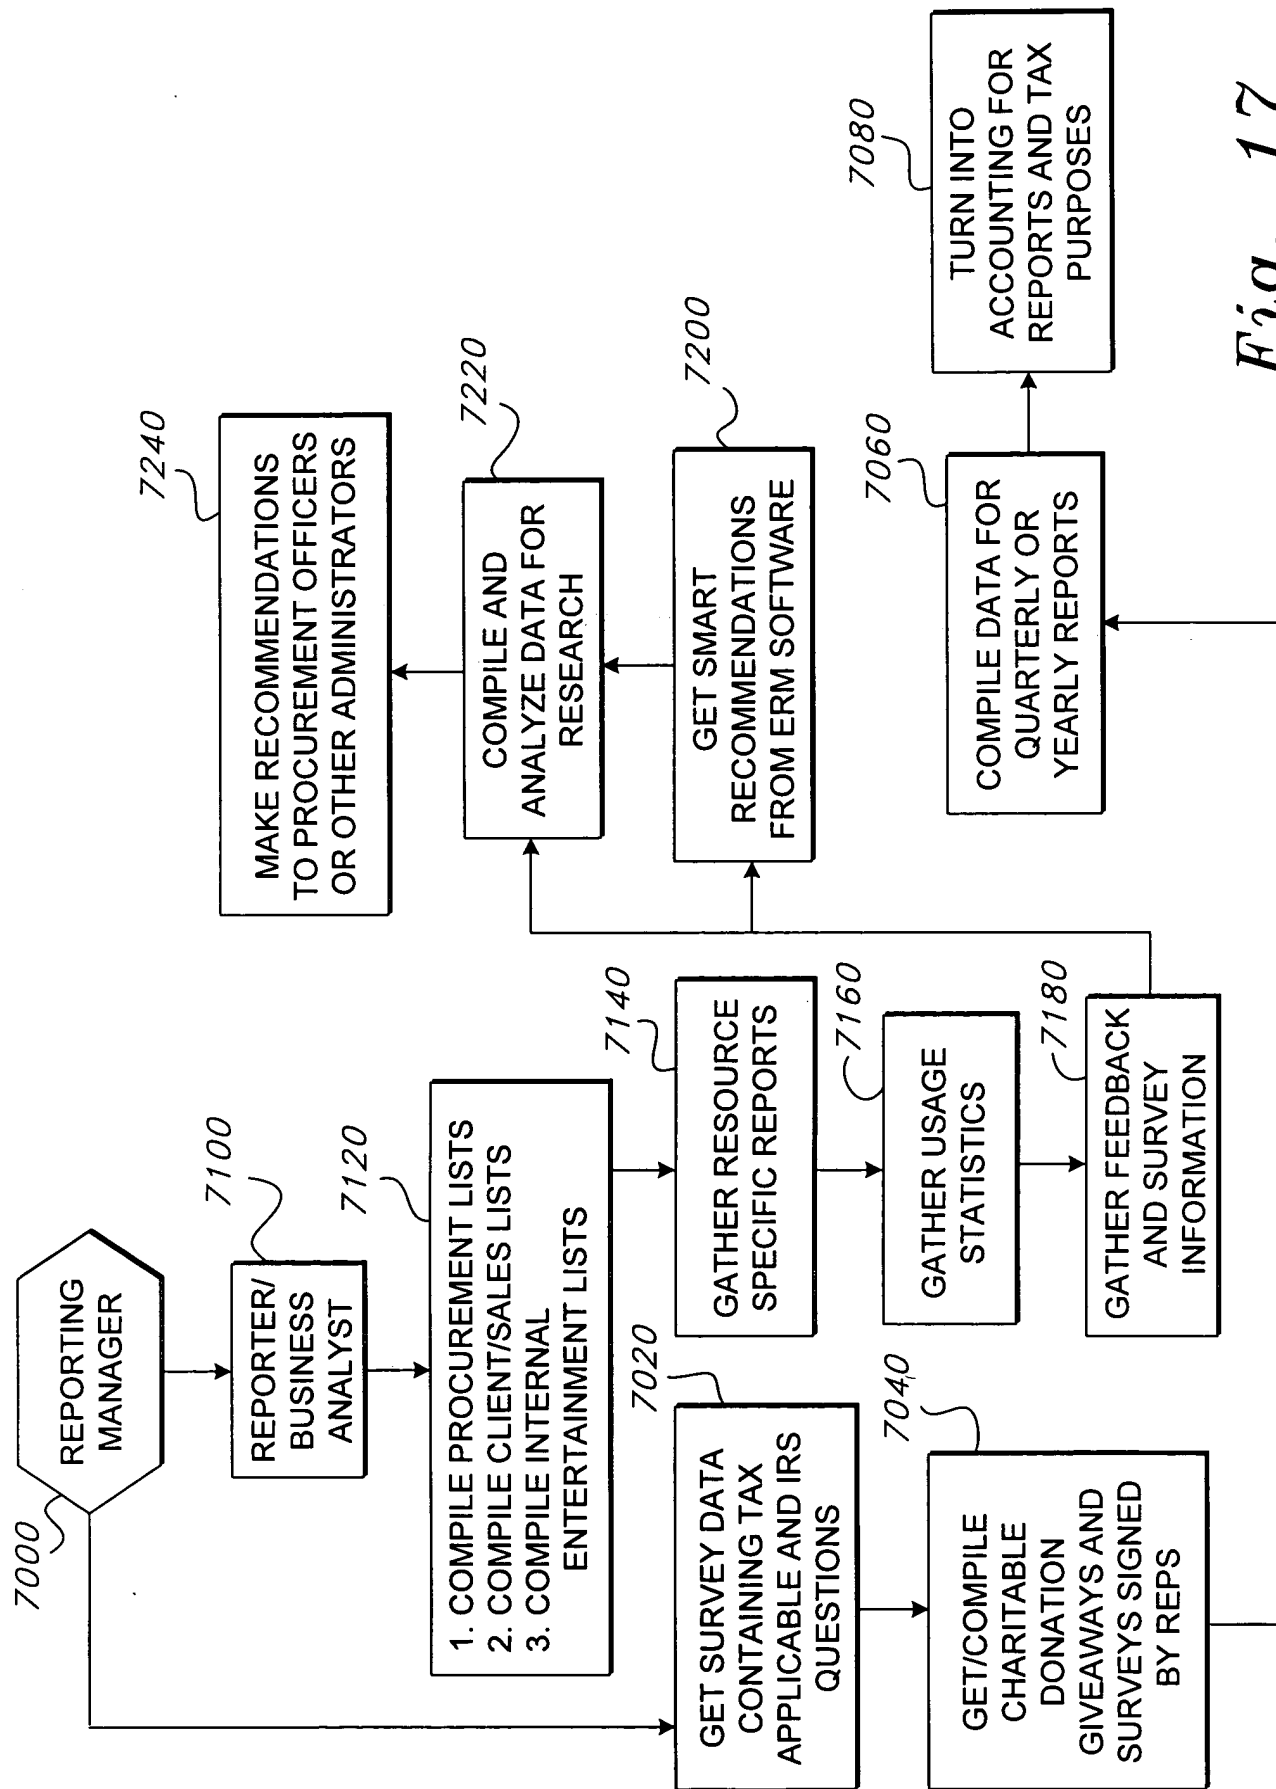 7000
REPORTING
MANAGER
7100
REPORTER/
BUSINESS
ANALYST
7120
1. COMPILE PROCUREMENT LISTS
2. COMPILE CLIENT/SALES LISTS
3. COMPILE INTERNAL
ENTERTAINMENT LISTS
7020
GET SURVEY DATA
CONTAINING TAX
APPLICABLE AND IRS
QUESTIONS
7040
GET/COMPILE
CHARITABLE
DONATION
GIVEAWAYS AND
SURVEYS SIGNED
BY REPS
7140
GATHER RESOURCE
SPECIFIC REPORTS
7160
GATHER USAGE
STATISTICS
7180
GATHER FEEDBACK
AND SURVEY
INFORMATION
7240
MAKE RECOMMENDATIONS
TO PROCUREMENT OFFICERS
OR OTHER ADMINISTRATORS
7220
COMPILE AND
ANALYZE DATA FOR
RESEARCH
7200
GET SMART
RECOMMENDATIONS
FROM ERM SOFTWARE
7060
COMPILE DATA FOR
QUARTERLY OR
YEARLY REPORTS
7080
TURN INTO
ACCOUNTING FOR
REPORTS AND TAX
PURPOSES
Fig. 17